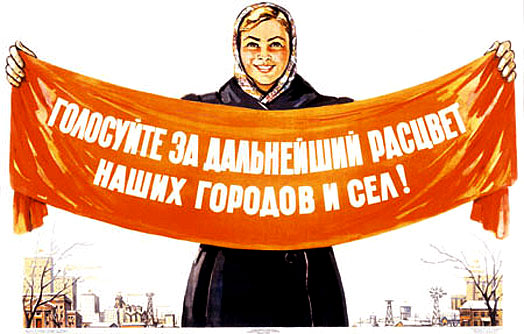 ГОЛОСУЙТЕ ЗА ДАЛЬНЕЙШИЙ РАСЦВЕТ
НАШИХ ГОРОДОВ И СЕЛ!